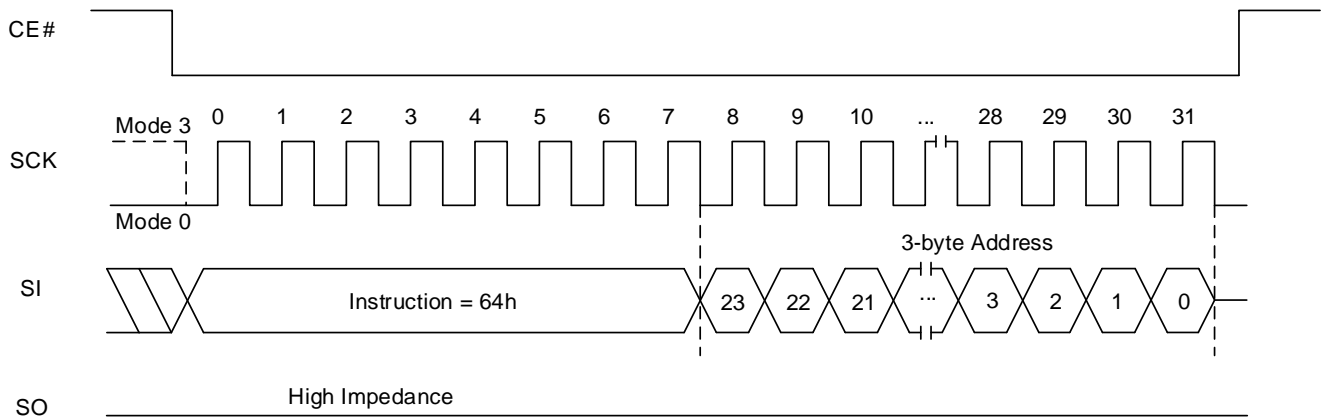 CE#
0 1 2 3 4 5 6 7 8 9 10 ... 28 29 30 31
Mode 3
SCK
Mode 0
3-byte Address
SI
Instruction = 64h
23 22 21 ... 3 2 1 0
High Impedance
SO